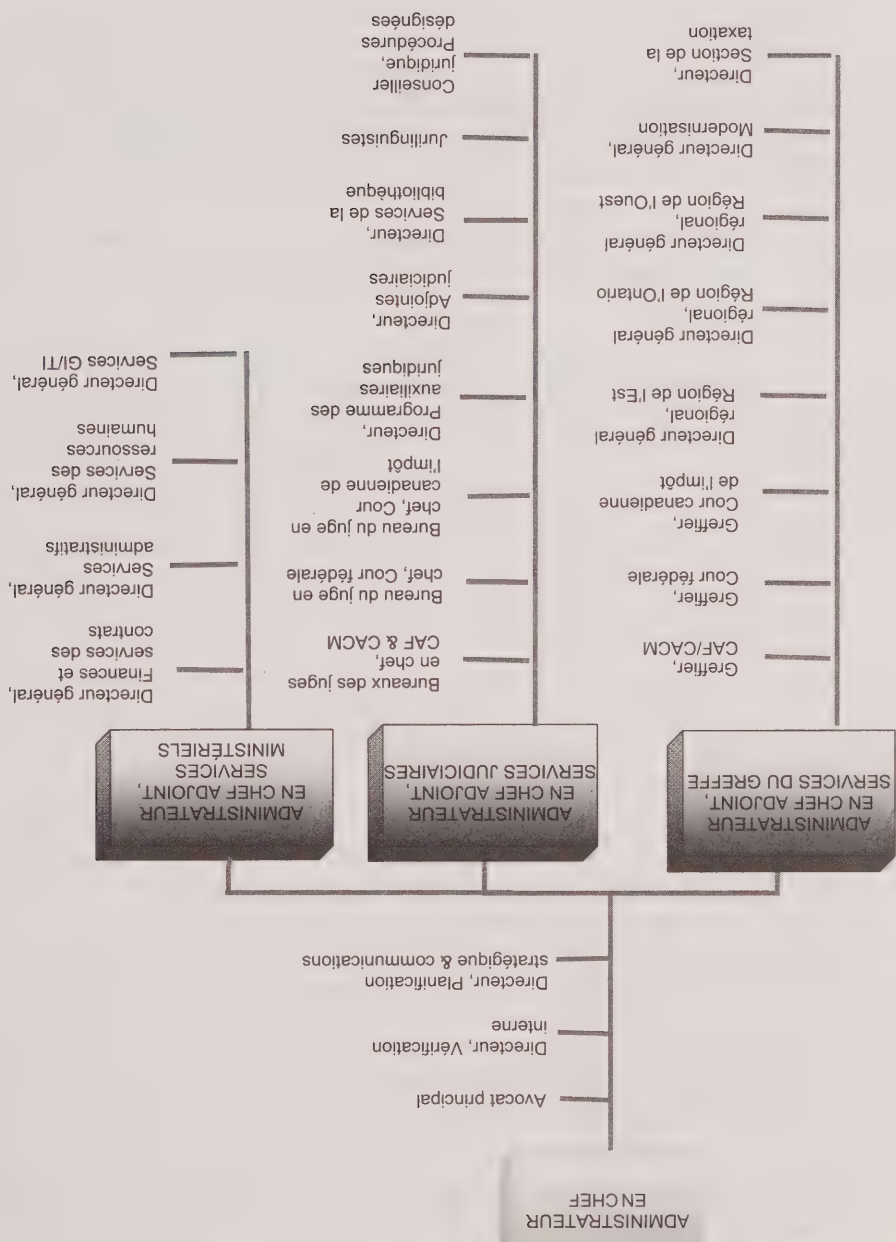 ADMINISTRATEUR
EN CHEF
Avocat principal
Directeur, Vérification
interne
Directeur, Planification
stratégique & communications
ADMINISTRATEUR
EN CHEF ADJOINT,
SERVICES DU GREFFE
Greffier,
CAF/CACM
Greffier,
Cour fédérale
Greffier,
Cour canadienne
de l'impôt
Directeur général
régional,
Région de l'Est
Directeur général
régional,
Région de l'Ontario
Directeur général
régional,
Région de l'Ouest
Directeur général,
Modernisation
Directeur,
Section de la
taxation
ADMINISTRATEUR
EN CHEF ADJOINT,
SERVICES JUDICIAIRES
Bureaux des juges
en chef,
CAF & CACM
Bureau du juge en
chef, Cour fédérale
Bureau du juge en
chef, Cour
canadienne de
l'impôt
Directeur,
Programme des
auxiliaires
juridiques
Directeur,
Adjointes
judiciaires
Directeur,
Services de la
bibliothèque
Jurilinguistes
Conseiller
juridique,
Procédures
désignées
ADMINISTRATEUR
EN CHEF ADJOINT,
SERVICES
MINISTÉRIELS
Directeur général,
Finances et
services des
contrats
Directeur général,
Services
administratifs
Directeur général,
Services des
ressources
humaines
Directeur général,
Services GI/TI